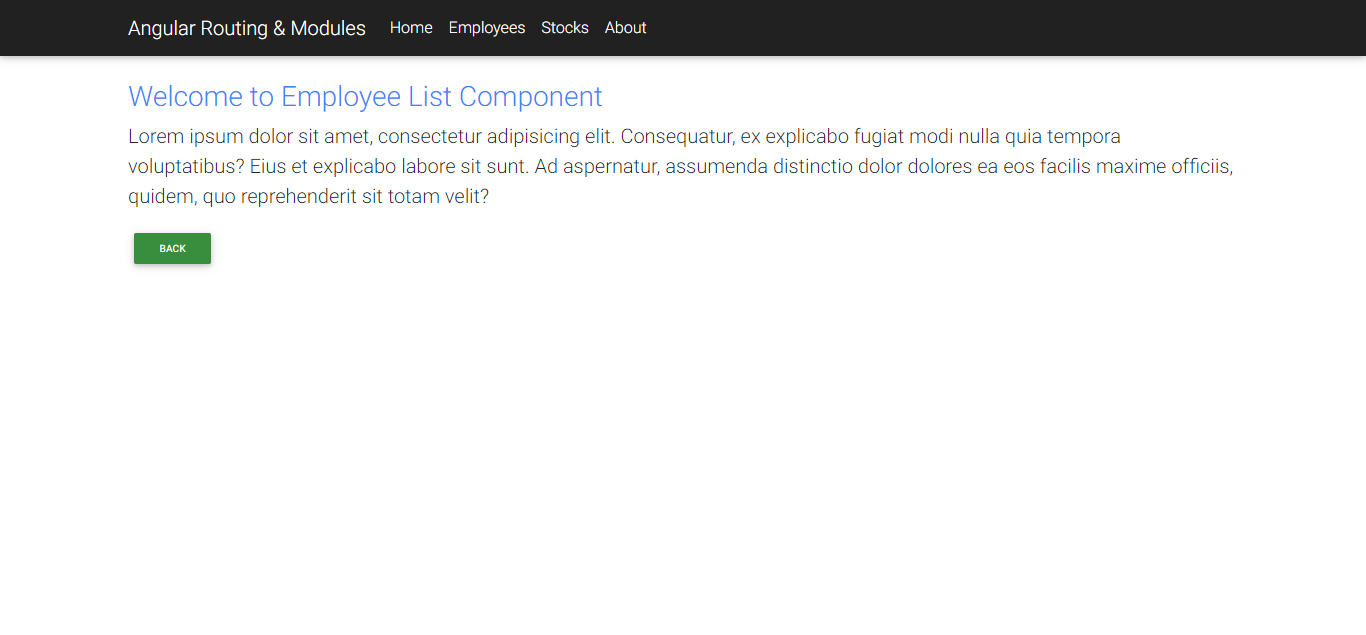 Angular Routing & Modules Home Employees Stocks About
Welcome to Employee List Component
Lorem ipsum dolor sit amet, consectetur adipisicing elit. Consequatur, ex explicabo fugiat modi nulla quia tempora
voluptatibus? Eius et explicabo labore sit sunt. Ad aspernatur, assumenda distinctio dolor dolores ea eos facilis maxime officiis,
quidem, quo reprehenderit sit totam velit?
BACK